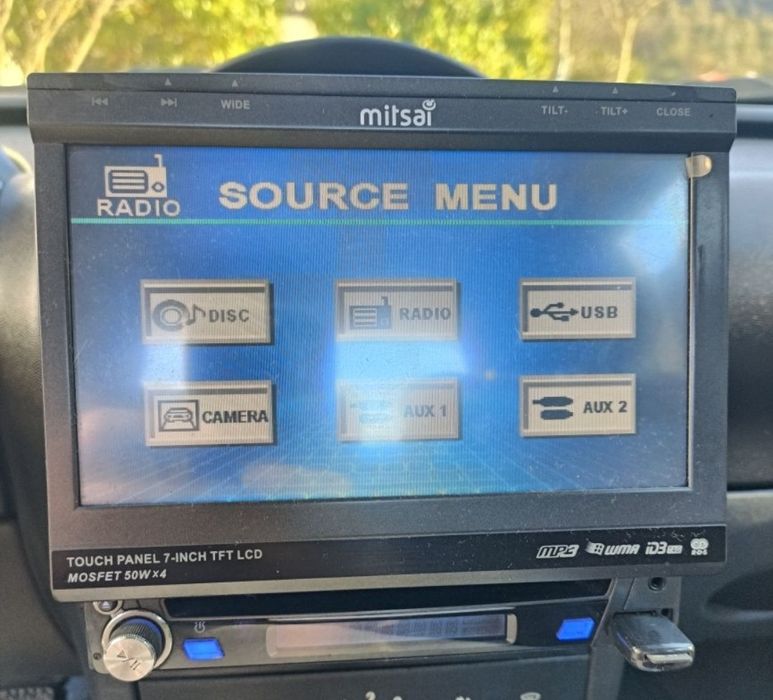 WIDE
mitsai
TILT-
TILT+
CLOSE
RADIO
SOURCE MENU
DISC
RADIO
USB
CAMERA
AUX 1
AUX 2
TOUCH PANEL 7-INCH TFT LCD
MOSFET 50W×4
MP3
WMA
ID3